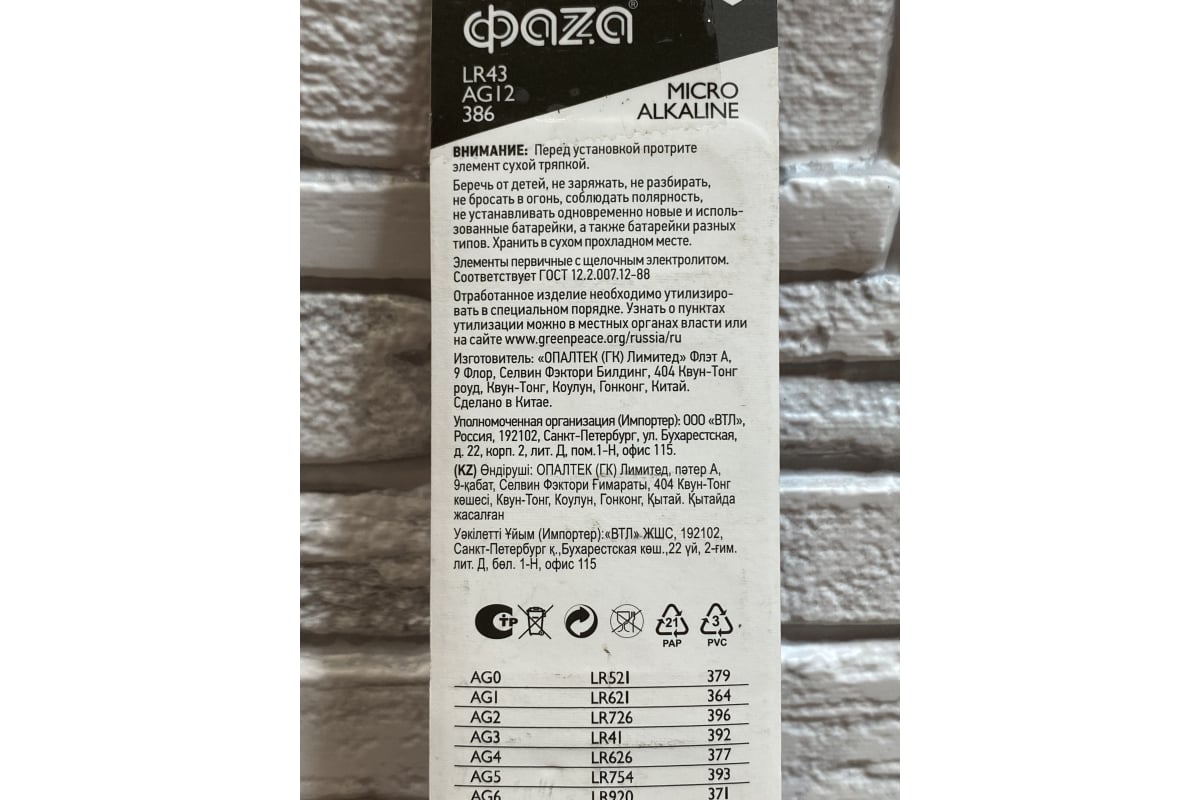 фаzа®
LR43
AG12
386
MICRO
ALKALINE
ВНИМАНИЕ: Перед установкой протрите
элемент сухой тряпкой.
Беречь от детей, не заряжать, не разбирать,
не бросать в огонь, соблюдать полярность,
не устанавливать одновременно новые и исполь-
зованные батарейки, а также батарейки разных
типов. Хранить в сухом прохладном месте.
Элементы первичные с щелочным электролитом.
Соответствует ГОСТ 12.2.007.12-88
Отработанное изделие необходимо утилизиро-
вать в специальном порядке. Узнать о пунктах
утилизации можно в местных органах власти или
на сайте www.greenpeace.org/russia/ru
Изготовитель: «ОПАЛТЕК (ГК) Лимитед» Флэт А,
9 Флор, Селвин Фэктори Билдинг, 404 Квун-Тонг
роуд, Квун-Тонг, Коулун, Гонконг, Китай.
Сделано в Китае.
Уполномоченная организация (Импортер): ООО «ВТЛ»,
Россия, 192102, Санкт-Петербург, ул. Бухарестская,
д. 22, корп. 2, лит. Д, пом.1-Н, офис 115.
(KZ) Өндіруші: ОПАЛТЕК (ГК) Лимитед, пәтер А,
9-қабат, Селвин Фэктори Ғимараты, 404 Квун-Тонг
көшесі, Квун-Тонг, Коулун, Гонконг, Қытай. Қытайда
жасалған
Уәкілетті Ұйым (Импортер):«ВТЛ» ЖШС, 192102,
Санкт-Петербург қ.,Бухарестская көш.,22 үй, 2-ғим.
лит. Д, бөл. 1-Н, офис 115
СТР 21 3
PAP PVC
AG0 LR521 379
AG1 LR621 364
AG2 LR726 396
AG3 LR41 392
AG4 LR626 377
AG5 LR754 393
AG6 LR920 371